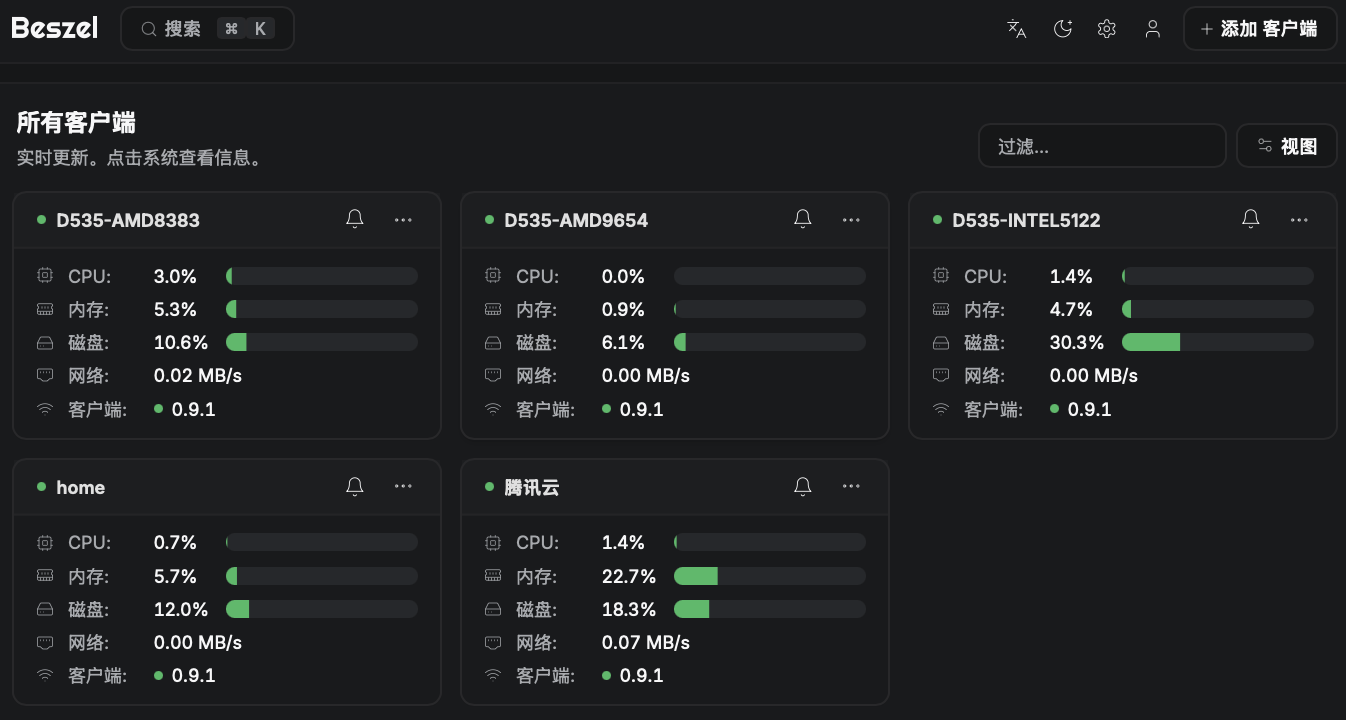 Beszel 搜索 ⌘ K + 添加 客户端
所有客户端
实时更新。点击系统查看信息。
过滤... 视图
D535-AMD8383
CPU: 3.0%
内存: 5.3%
磁盘: 10.6%
网络: 0.02 MB/s
客户端: 0.9.1
D535-AMD9654
CPU: 0.0%
内存: 0.9%
磁盘: 6.1%
网络: 0.00 MB/s
客户端: 0.9.1
D535-INTEL5122
CPU: 1.4%
内存: 4.7%
磁盘: 30.3%
网络: 0.00 MB/s
客户端: 0.9.1
home
CPU: 0.7%
内存: 5.7%
磁盘: 12.0%
网络: 0.00 MB/s
客户端: 0.9.1
腾讯云
CPU: 1.4%
内存: 22.7%
磁盘: 18.3%
网络: 0.07 MB/s
客户端: 0.9.1